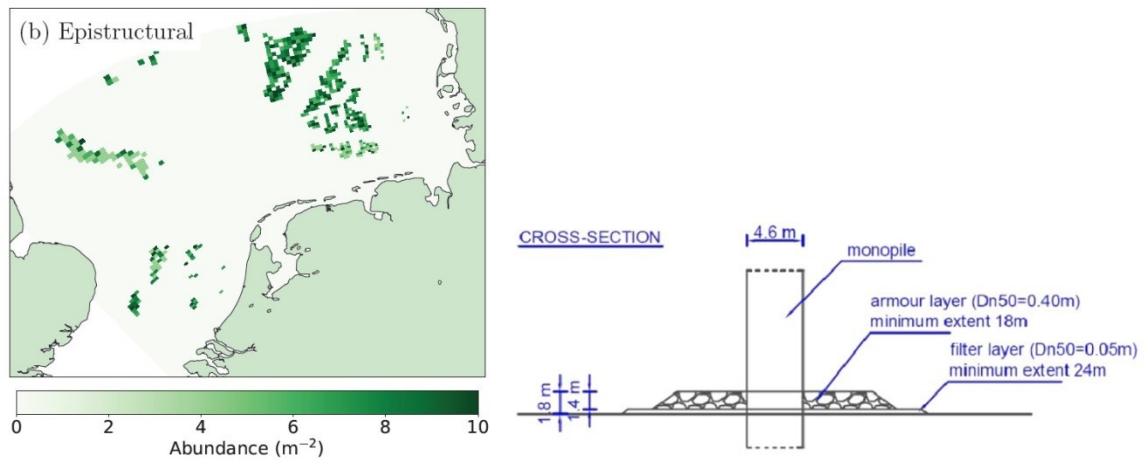 (b) Epistructural
0 2 4 6 8 10
Abundance (m⁻²)
CROSS-SECTION
4.6 m
monopile
armour layer (Dn50=0.40m)
minimum extent 18m
filter layer (Dn50=0.05m)
minimum extent 24m
1.8 m
1.4 m